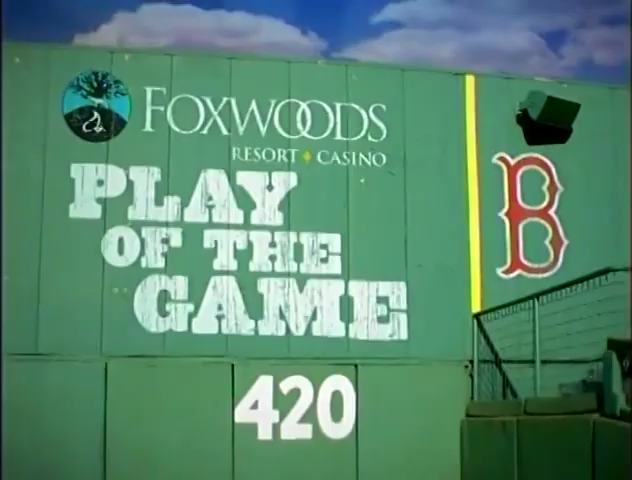 FOXWOODS
RESORT + CASINO
PLAY
OF THE
GAME
B
420